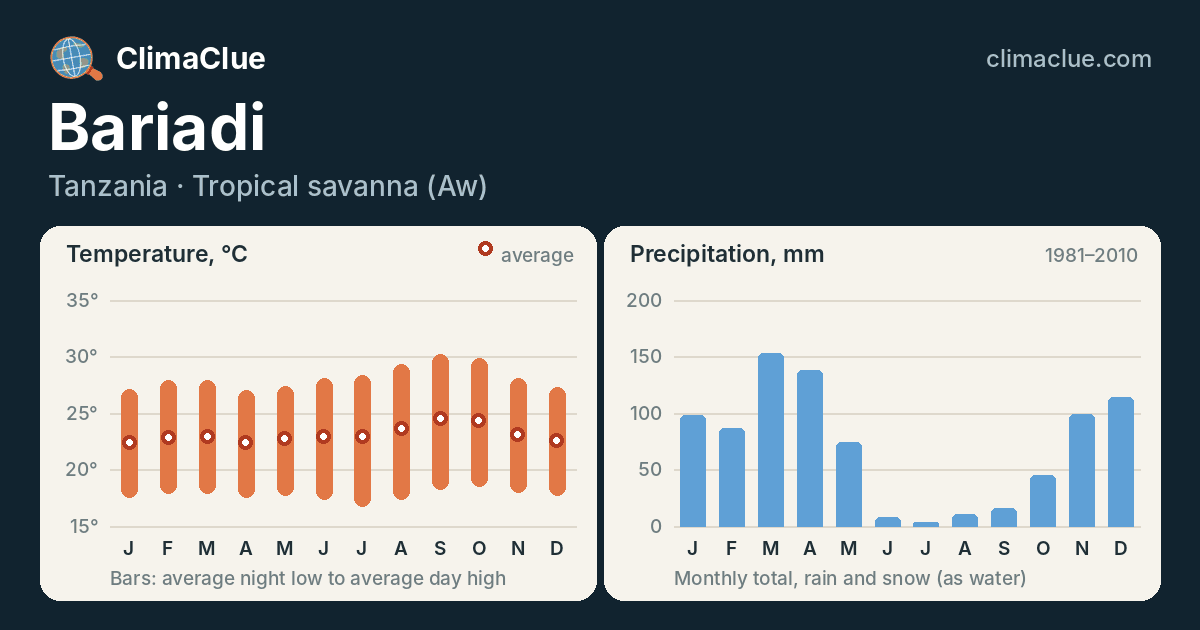 ClimaClue
climaclue.com
Bariadi
Tanzania · Tropical savanna (Aw)
Temperature, °C
average
35°
30°
25°
20°
15°
J F M A M J J A S O N D
Bars: average night low to average day high
Precipitation, mm
1981–2010
200
150
100
50
0
J F M A M J J A S O N D
Monthly total, rain and snow (as water)